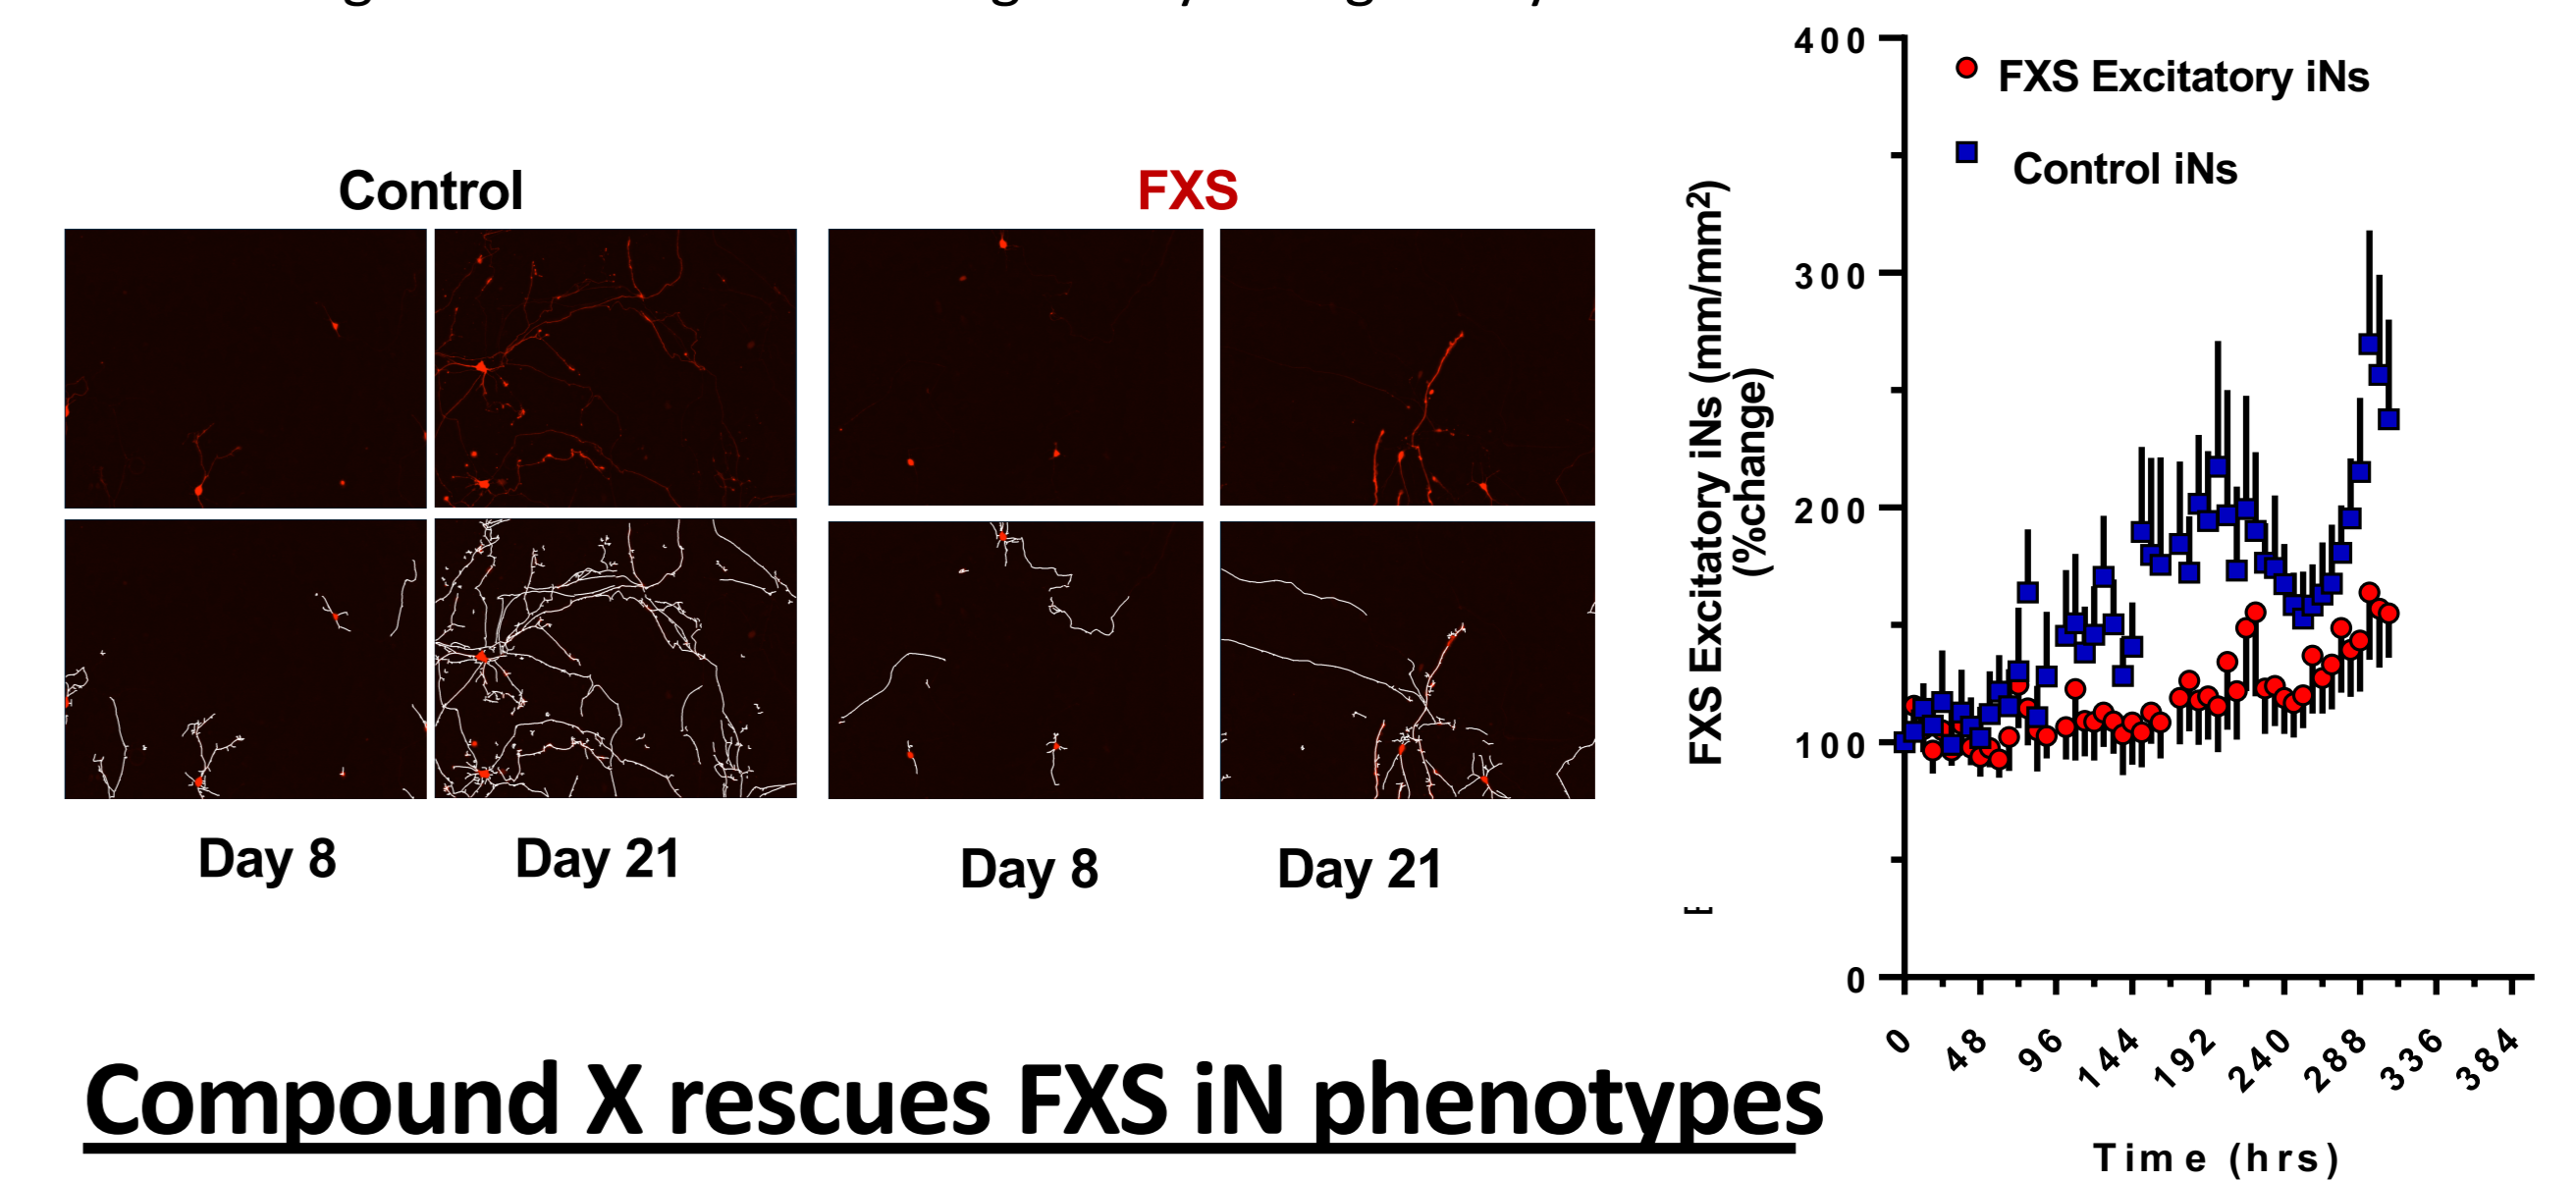 Control
FXS
Day 8
Day 21
Day 8
Day 21
FXS Excitatory iNs (mm/mm²)
(%change)
400
300
200
100
0
FXS Excitatory iNs
Control iNs
0
48
96
144
192
240
288
336
384
Time (hrs)
Compound X rescues FXS iN phenotypes